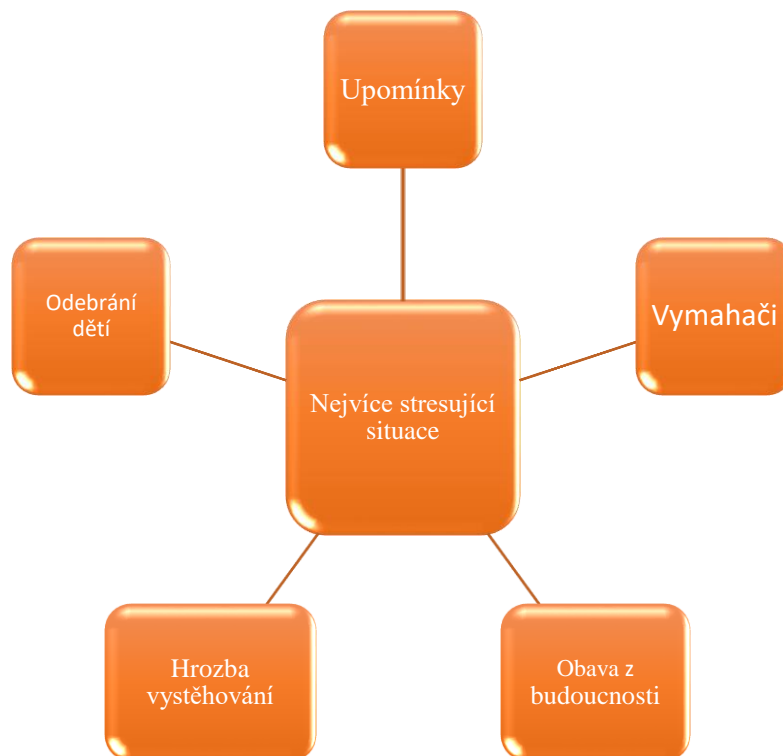 Upomínky
Odebrání
dětí
Vymahači
Nejvíce stresující
situace
Hrozba
vystěhování
Obava z
budoucnosti